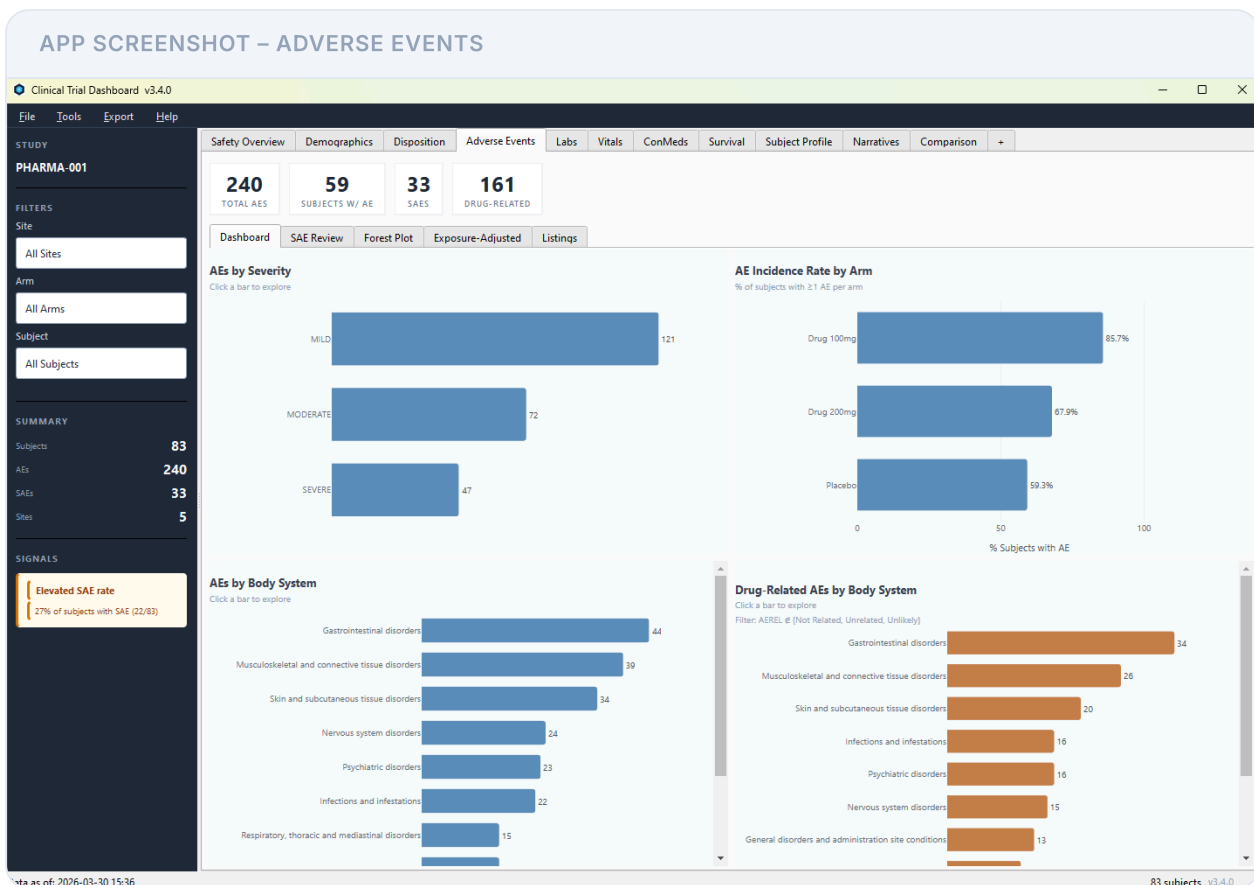 APP SCREENSHOT – ADVERSE EVENTS
Clinical Trial Dashboard v3.4.0
File Tools Export Help
STUDY
PHARMA-001
FILTERS
Site
All Sites
Arm
All Arms
Subject
All Subjects
SUMMARY
Subjects 83
AEs 240
SAEs 33
Sites 5
SIGNALS
Elevated SAE rate
27% of subjects with SAE (22/83)
Safety Overview Demographics Disposition Adverse Events Labs Vitals ConMeds Survival Subject Profile Narratives Comparison +
240 59 33 161
TOTAL AES SUBJECTS W/ AE SAES DRUG-RELATED
Dashboard SAE Review Forest Plot Exposure-Adjusted Listings
AEs by Severity
Click a bar to explore
MILD 121
MODERATE 72
SEVERE 47
AE Incidence Rate by Arm
% of subjects with ≥1 AE per arm
Drug 100mg 85.7%
Drug 200mg 67.9%
Placebo 59.3%
0 50 100
% Subjects with AE
AEs by Body System
Click a bar to explore
Gastrointestinal disorders 44
Musculoskeletal and connective tissue disorders 39
Skin and subcutaneous tissue disorders 34
Nervous system disorders 24
Psychiatric disorders 23
Infections and infestations 22
Respiratory, thoracic and mediastinal disorders 15
Drug-Related AEs by Body System
Click a bar to explore
Filter: AEREL ∉ {Not Related, Unrelated, Unlikely}
Gastrointestinal disorders 34
Musculoskeletal and connective tissue disorders 26
Skin and subcutaneous tissue disorders 20
Infections and infestations 16
Psychiatric disorders 16
Nervous system disorders 15
General disorders and administration site conditions 13
ata as of: 2026-03-30 15:36
83 subjects v3.4.0